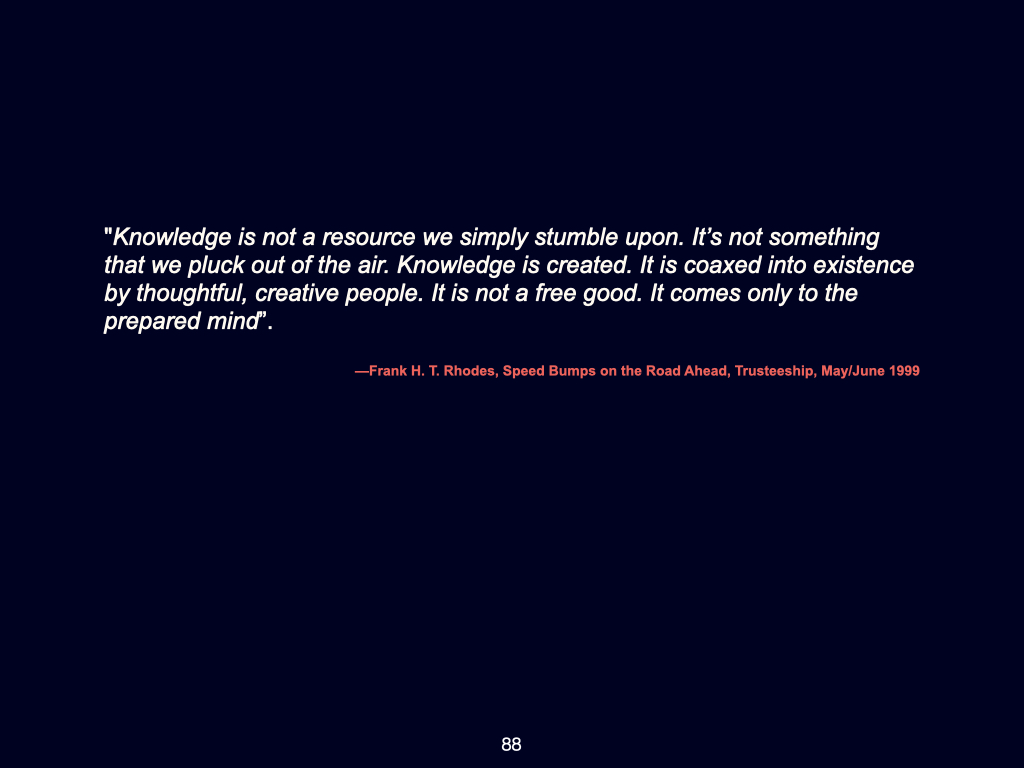 "Knowledge is not a resource we simply stumble upon. It’s not something
that we pluck out of the air. Knowledge is created. It is coaxed into existence
by thoughtful, creative people. It is not a free good. It comes only to the
prepared mind”.
—Frank H. T. Rhodes, Speed Bumps on the Road Ahead, Trusteeship, May/June 1999
88